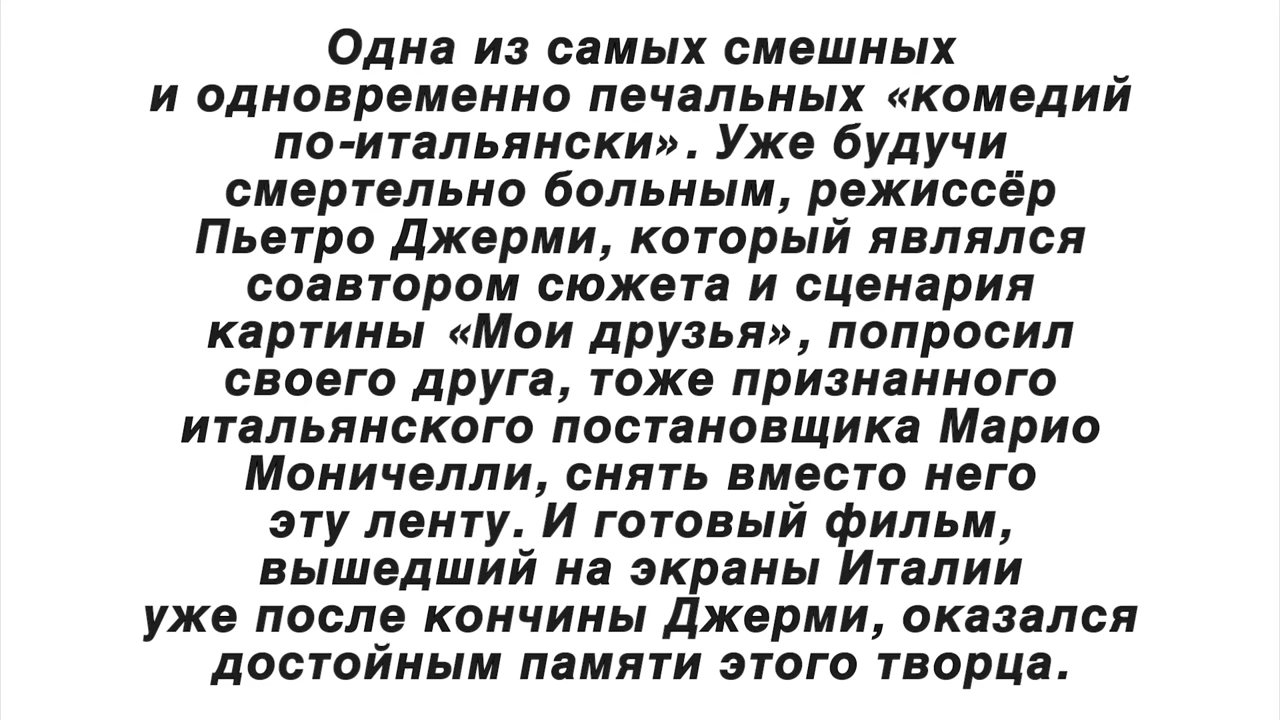 Одна из самых смешных
и одновременно печальных «комедий
по-итальянски». Уже будучи
смертельно больным, режиссёр
Пьетро Джерми, который являлся
соавтором сюжета и сценария
картины «Мои друзья», попросил
своего друга, тоже признанного
итальянского постановщика Марио
Моничелли, снять вместо него
эту ленту. И готовый фильм,
вышедший на экраны Италии
уже после кончины Джерми, оказался
достойным памяти этого творца.